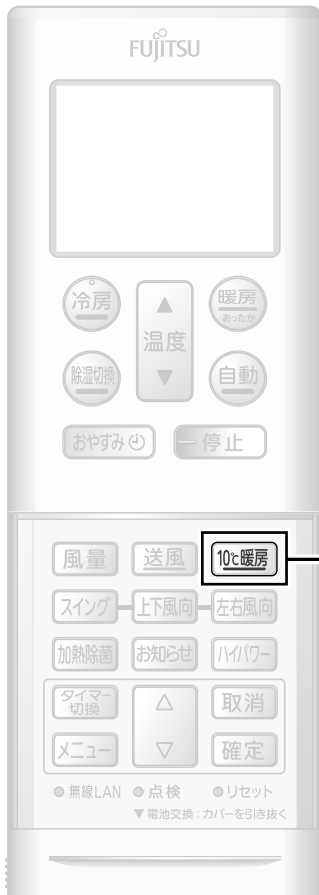 FUJITSU
冷房
▲
温度
▼
暖房
あったか
除湿切換
自動
おやすみ
停止
風量 送風 10℃暖房
スイング 上下風向 左右風向
加熱除菌 お知らせ ハイパワー
タイマー切換 △ 取消
メニュー ▽ 確定
無線LAN 点検 リセット
▼電池交換:カバーを引き抜く